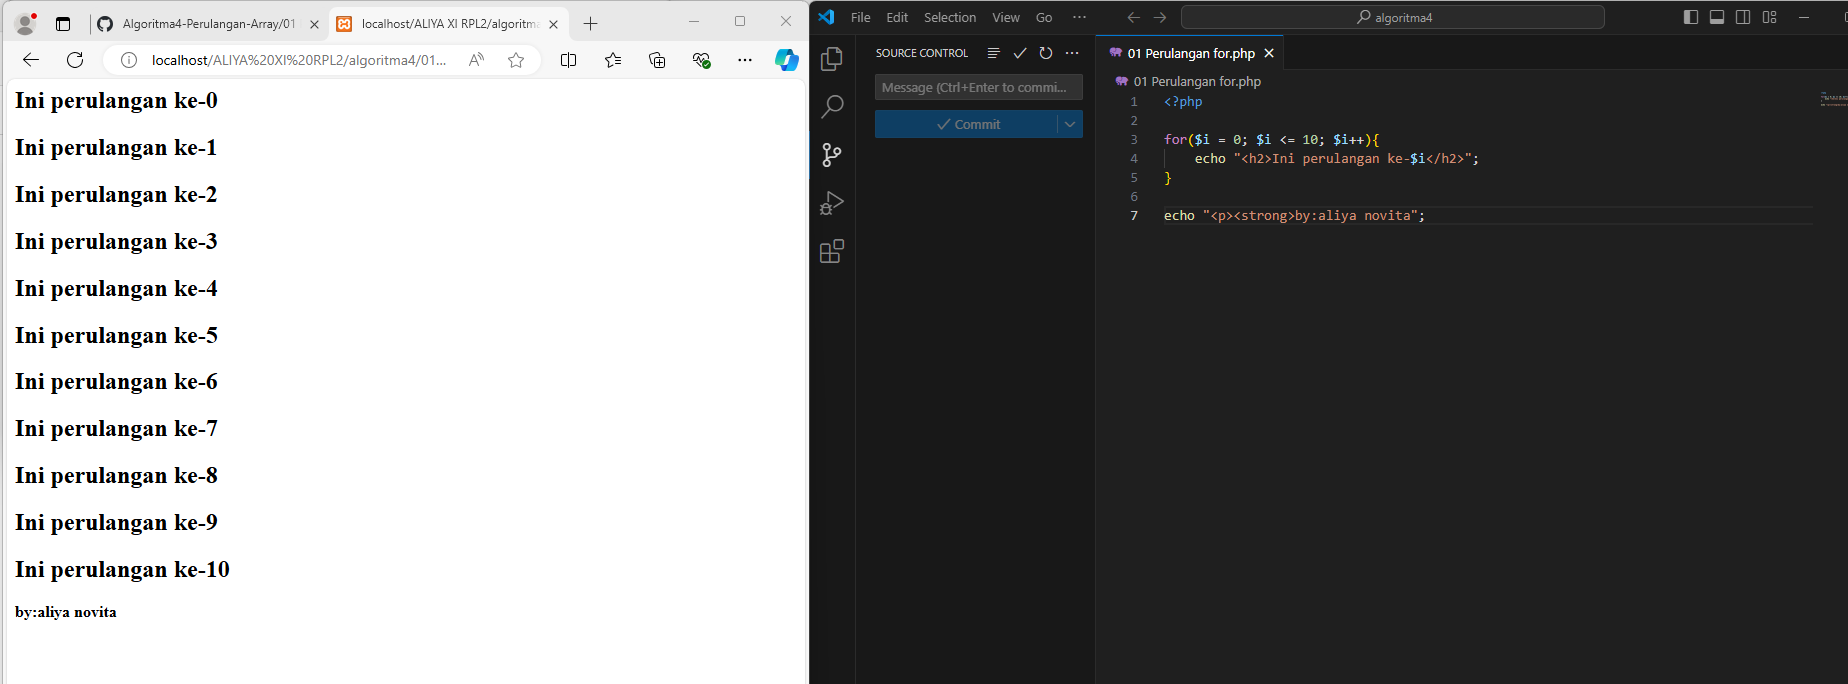 Algoritma4-Perulangan-Array/01
localhost/ALIYA XI RPL2/algoritma
localhost/ALIYA%20XI%20RPL2/algoritma4/01...
Ini perulangan ke-0
Ini perulangan ke-1
Ini perulangan ke-2
Ini perulangan ke-3
Ini perulangan ke-4
Ini perulangan ke-5
Ini perulangan ke-6
Ini perulangan ke-7
Ini perulangan ke-8
Ini perulangan ke-9
Ini perulangan ke-10
by:aliya novita
File Edit Selection View Go ...
algoritma4
SOURCE CONTROL
Message (Ctrl+Enter to commi...
Commit
01 Perulangan for.php
01 Perulangan for.php
1 <?php
2
3 for($i = 0; $i <= 10; $i++){
4 echo "<h2>Ini perulangan ke-$i</h2>";
5 }
6
7 echo "<p><strong>by:aliya novita";